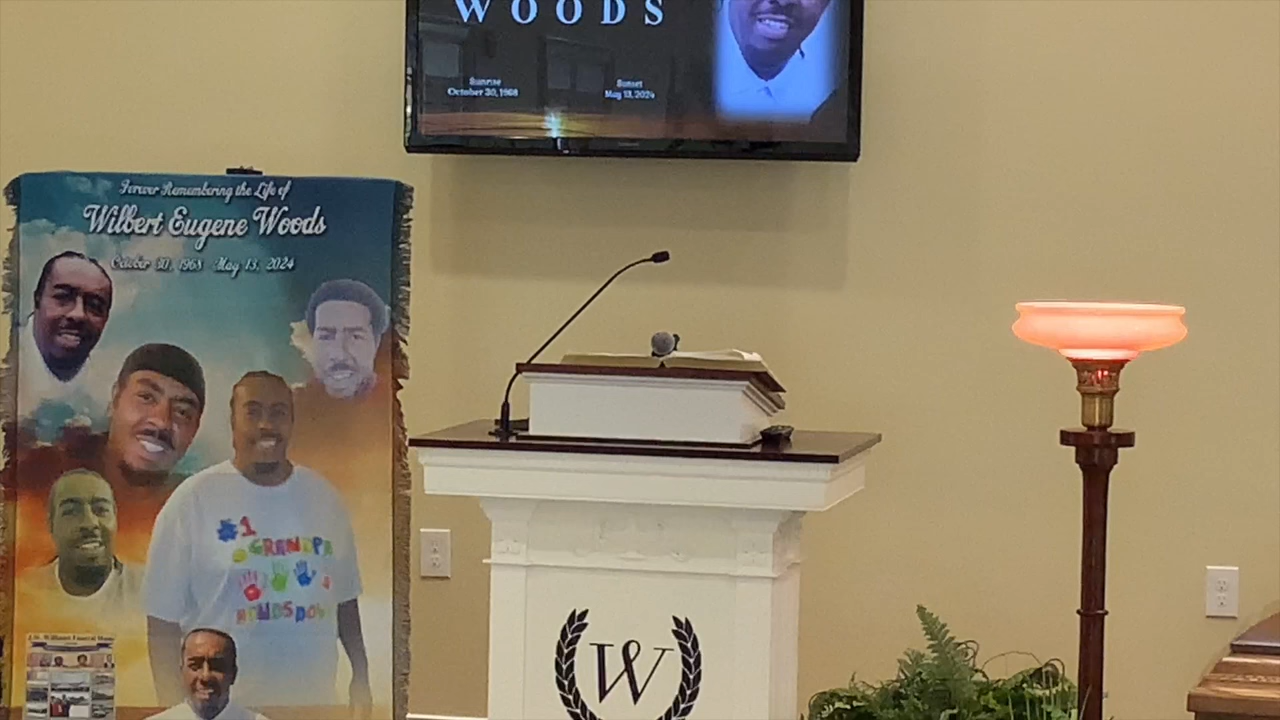 WOODS
Sunrise
October 30, 1968
Sunset
May 13, 2024
Forever Remembering the Life of
Wilbert Eugene Woods
October 30, 1968 May 13, 2024
#1
GRANDPA
HANDS DOWN
W